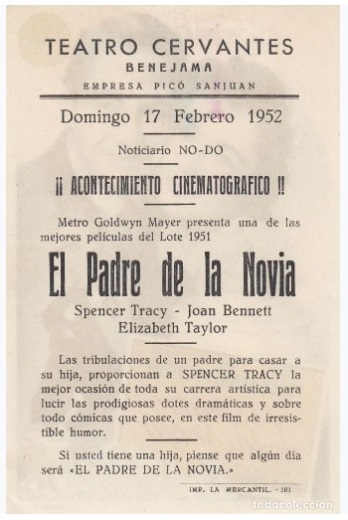 TEATRO CERVANTES
BENEJAMA
EMPRESA PICÓ SANJUAN
Domingo 17 Febrero 1952
Noticiario NO-DO
¡¡ ACONTECIMIENTO CINEMATOGRAFICO !!
Metro Goldwyn Mayer presenta una de las
mejores películas del Lote 1951
El Padre de la Novia
Spencer Tracy - Joan Bennett
Elizabeth Taylor
Las tribulaciones de un padre para casar a
su hija, proporcionan a SPENCER TRACY la
mejor ocasión de toda su carrera artística para
lucir las prodigiosas dotes dramáticas y sobre
todo cómicas que posee, en este film de irresis-
tible humor.
Si usted tiene una hija, piense que algún día
será «EL PADRE DE LA NOVIA.»
IMP. LA MERCANTIL. -181
todocoleccion